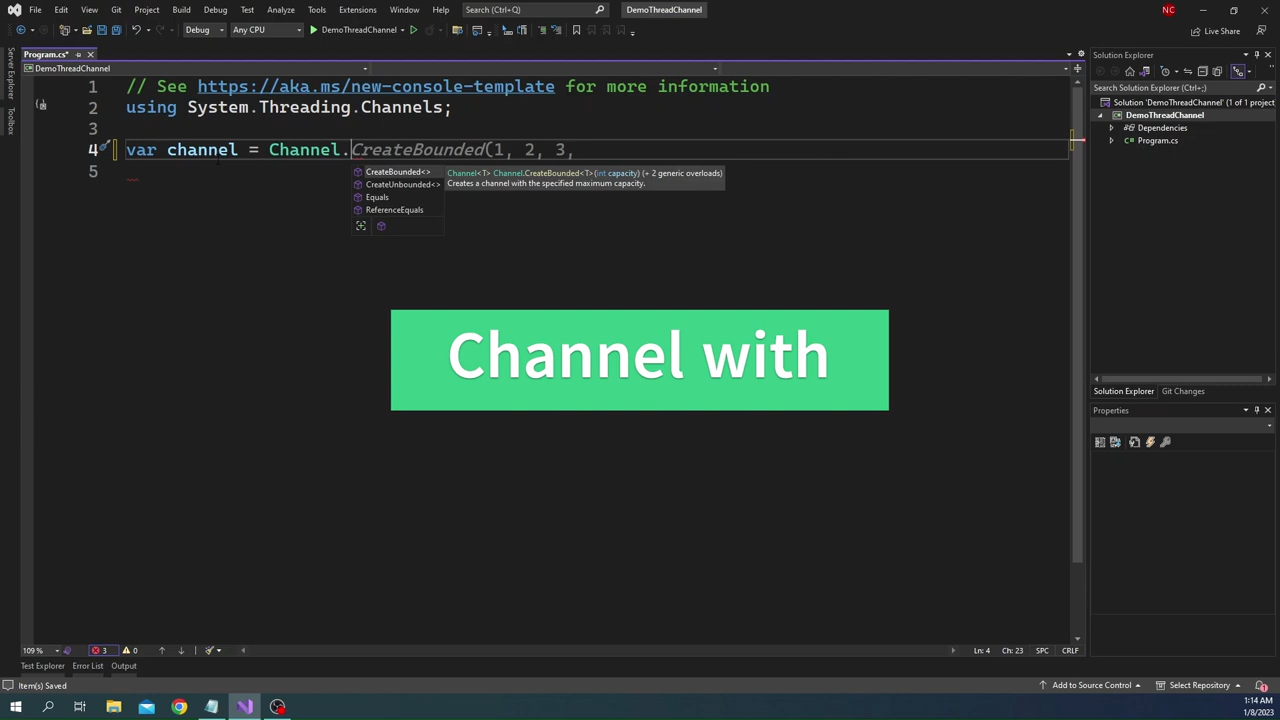 File Edit View Git Project Build Debug Test Analyze Tools Extensions Window Help Search (Ctrl+Q) DemoThreadChannel NC
Debug Any CPU DemoThreadChannel Live Share
Program.cs*
DemoThreadChannel
1 // See https://aka.ms/new-console-template for more information
2 using System.Threading.Channels;
3
4 var channel = Channel.CreateBounded(1, 2, 3,
5
CreateBounded<>
CreateUnbounded<>
Equals
ReferenceEquals
Channel<T> Channel.CreateBounded<T>(int capacity) (+ 2 generic overloads)
Creates a channel with the specified maximum capacity.
Channel with
Server Explorer
Toolbox
Solution Explorer
Search Solution Explorer (Ctrl+;)
Solution 'DemoThreadChannel' (1 of 1 project)
DemoThreadChannel
Dependencies
Program.cs
Solution Explorer Git Changes
Properties
109 % 3 0 Ln: 4 Ch: 23 SPC CRLF
Test Explorer Error List Output
Item(s) Saved Add to Source Control Select Repository
1:14 AM
1/8/2023